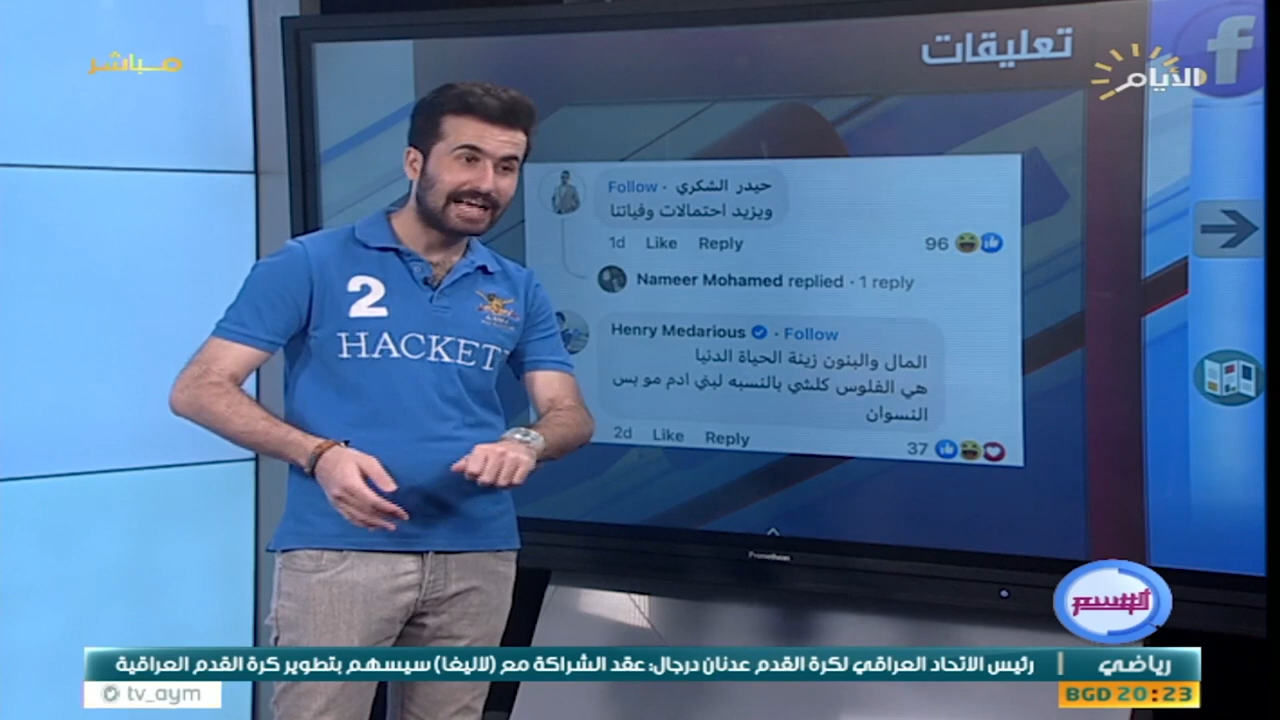 مباشر
تعليقات
الأيام
f
حيدر الشكري · Follow
ويزيد احتمالات وفياتنا
1d Like Reply 96
Nameer Mohamed replied · 1 reply
Henry Medarious · Follow
المال والبنون زينة الحياة الدنيا
هي الفلوس كلشي بالنسبه لبني ادم مو بس
النسوان
2d Like Reply 37
2
HACKETT
Promethean
رياضي | رئيس الاتحاد العراقي لكرة القدم عدنان درجال: عقد الشراكة مع (لاليغا) سيسهم بتطوير كرة القدم العراقية
tv_aym
BGD 20:23